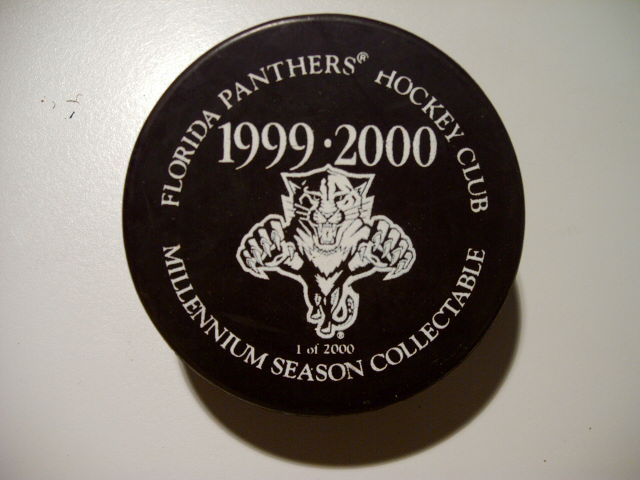 FLORIDA PANTHERS® HOCKEY CLUB
1999·2000
®
1 of 2000
MILLENNIUM SEASON COLLECTABLE